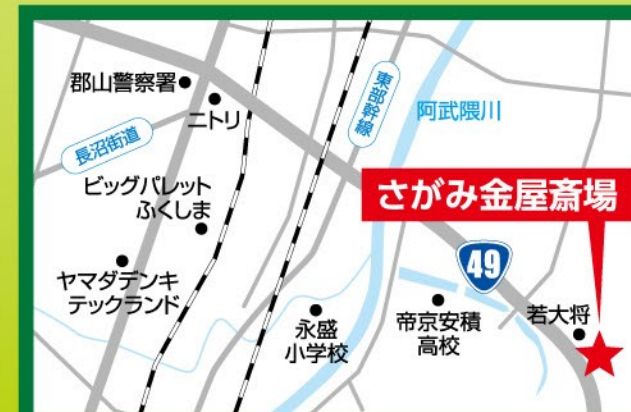 郡山警察署
ニトリ
長沼街道
東部幹線
阿武隈川
ビッグパレット
ふくしま
さがみ金屋斎場
49
ヤマダデンキ
テックランド
永盛
小学校
帝京安積
高校
若大将